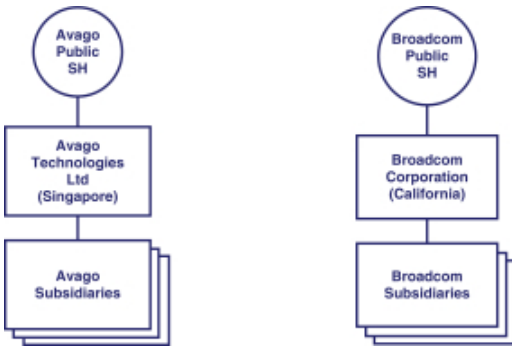 Avago
Public
SH
Avago
Technologies
Ltd
(Singapore)
Avago
Subsidiaries
Broadcom
Public
SH
Broadcom
Corporation
(California)
Broadcom
Subsidiaries